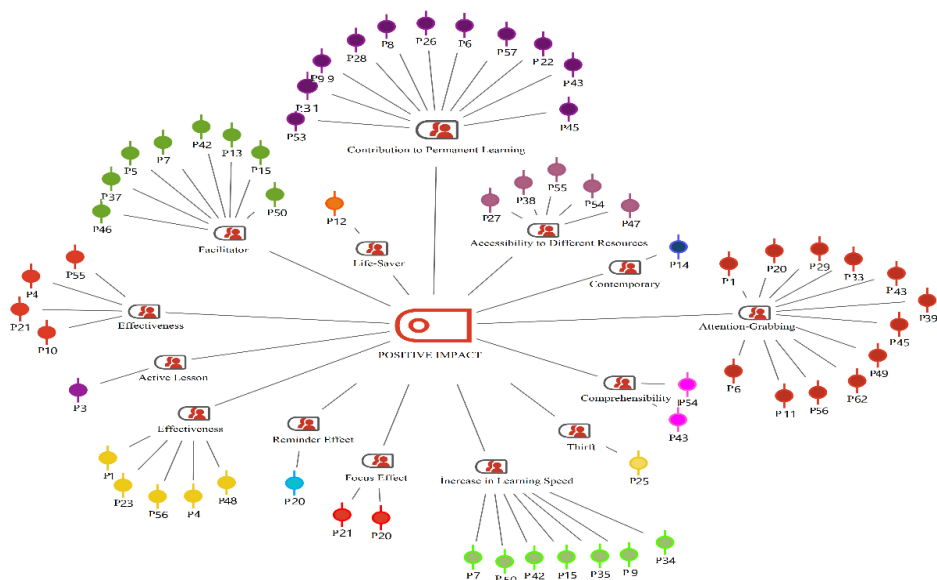 P26
P6
P8
P57
P28
P22
P9 9
P43
P31
P45
P53
Contribution to Permanent Learning
P42
P13
P7
P15
P5
P37
P50
P46
Facilitator
P12
Life-Saver
P55
P38
P54
P27
P47
Accessibility to Different Resources
P14
Contemporary
P1
P20
P29
P33
P43
P39
P45
P49
P62
P56
P11
P6
Attention-Grabbing
P55
P4
P21
P10
Effectiveness
POSITIVE IMPACT
Active Lesson
P3
Comprehensibility
P54
P43
Effectiveness
P1
P23
P56
P4
P48
Reminder Effect
P20
Focus Effect
P21
P20
Thrift
P25
Increase in Learning Speed
P7
P50
P42
P15
P35
P9
P34